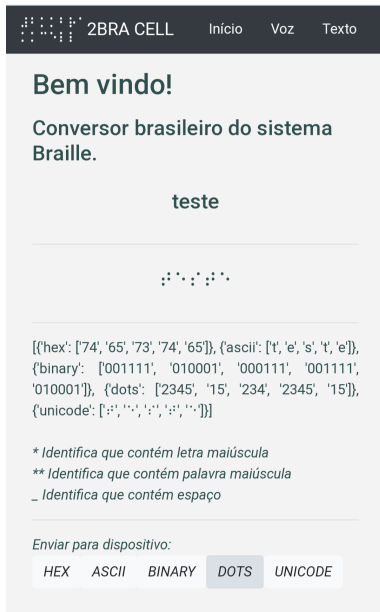 2BRA CELL Início Voz Texto
Bem vindo!
Conversor brasileiro do sistema
Braille.
teste
⠞⠑⠎⠞⠑
[{'hex': ['74', '65', '73', '74', '65']}, {'ascii': ['t', 'e', 's', 't', 'e']},
{'binary': ['001111', '010001', '000111', '001111',
'010001']}, {'dots': ['2345', '15', '234', '2345', '15']},
{'unicode': ['⠞', '⠑', '⠎', '⠞', '⠑']}]
* Identifica que contém letra maiúscula
** Identifica que contém palavra maiúscula
_ Identifica que contém espaço
Enviar para dispositivo:
HEX ASCII BINARY DOTS UNICODE